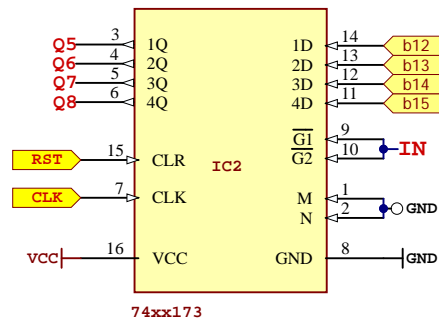 Q5 3 1Q 1D 14 b12
Q6 4 2Q 2D 13 b13
Q7 5 3Q 3D 12 b14
Q8 6 4Q 4D 11 b15
G1 9
G2 10 IN
RST 15 CLR IC2
CLK 7 CLK M 1 GND
N 2
VCC 16 VCC GND 8 GND
74xx173